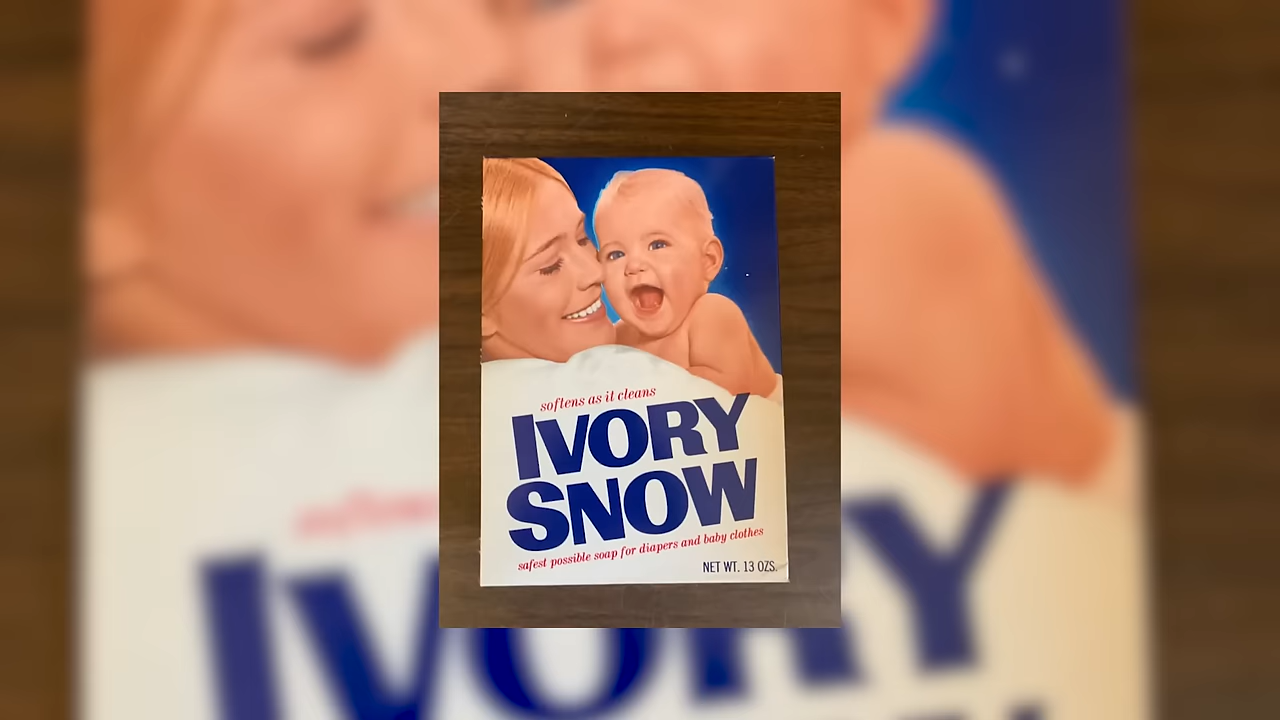 softens as it cleans
IVORY
SNOW
safest possible soap for diapers and baby clothes
NET WT. 13 OZS.